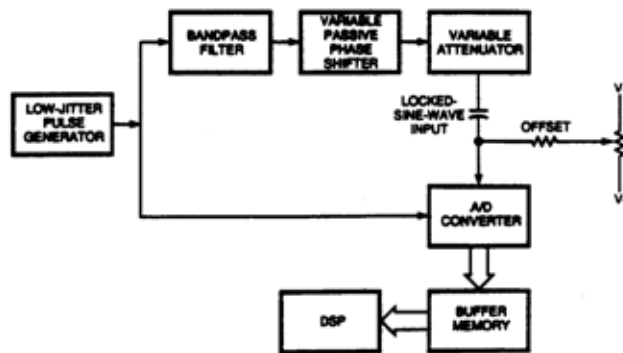 BANDPASS
FILTER
VARIABLE
PASSIVE
PHASE
SHIFTER
VARIABLE
ATTENUATOR
LOW-JITTER
PULSE
GENERATOR
LOCKED-
SINE-WAVE
INPUT
OFFSET
V
V
A/D
CONVERTER
DSP
BUFFER
MEMORY